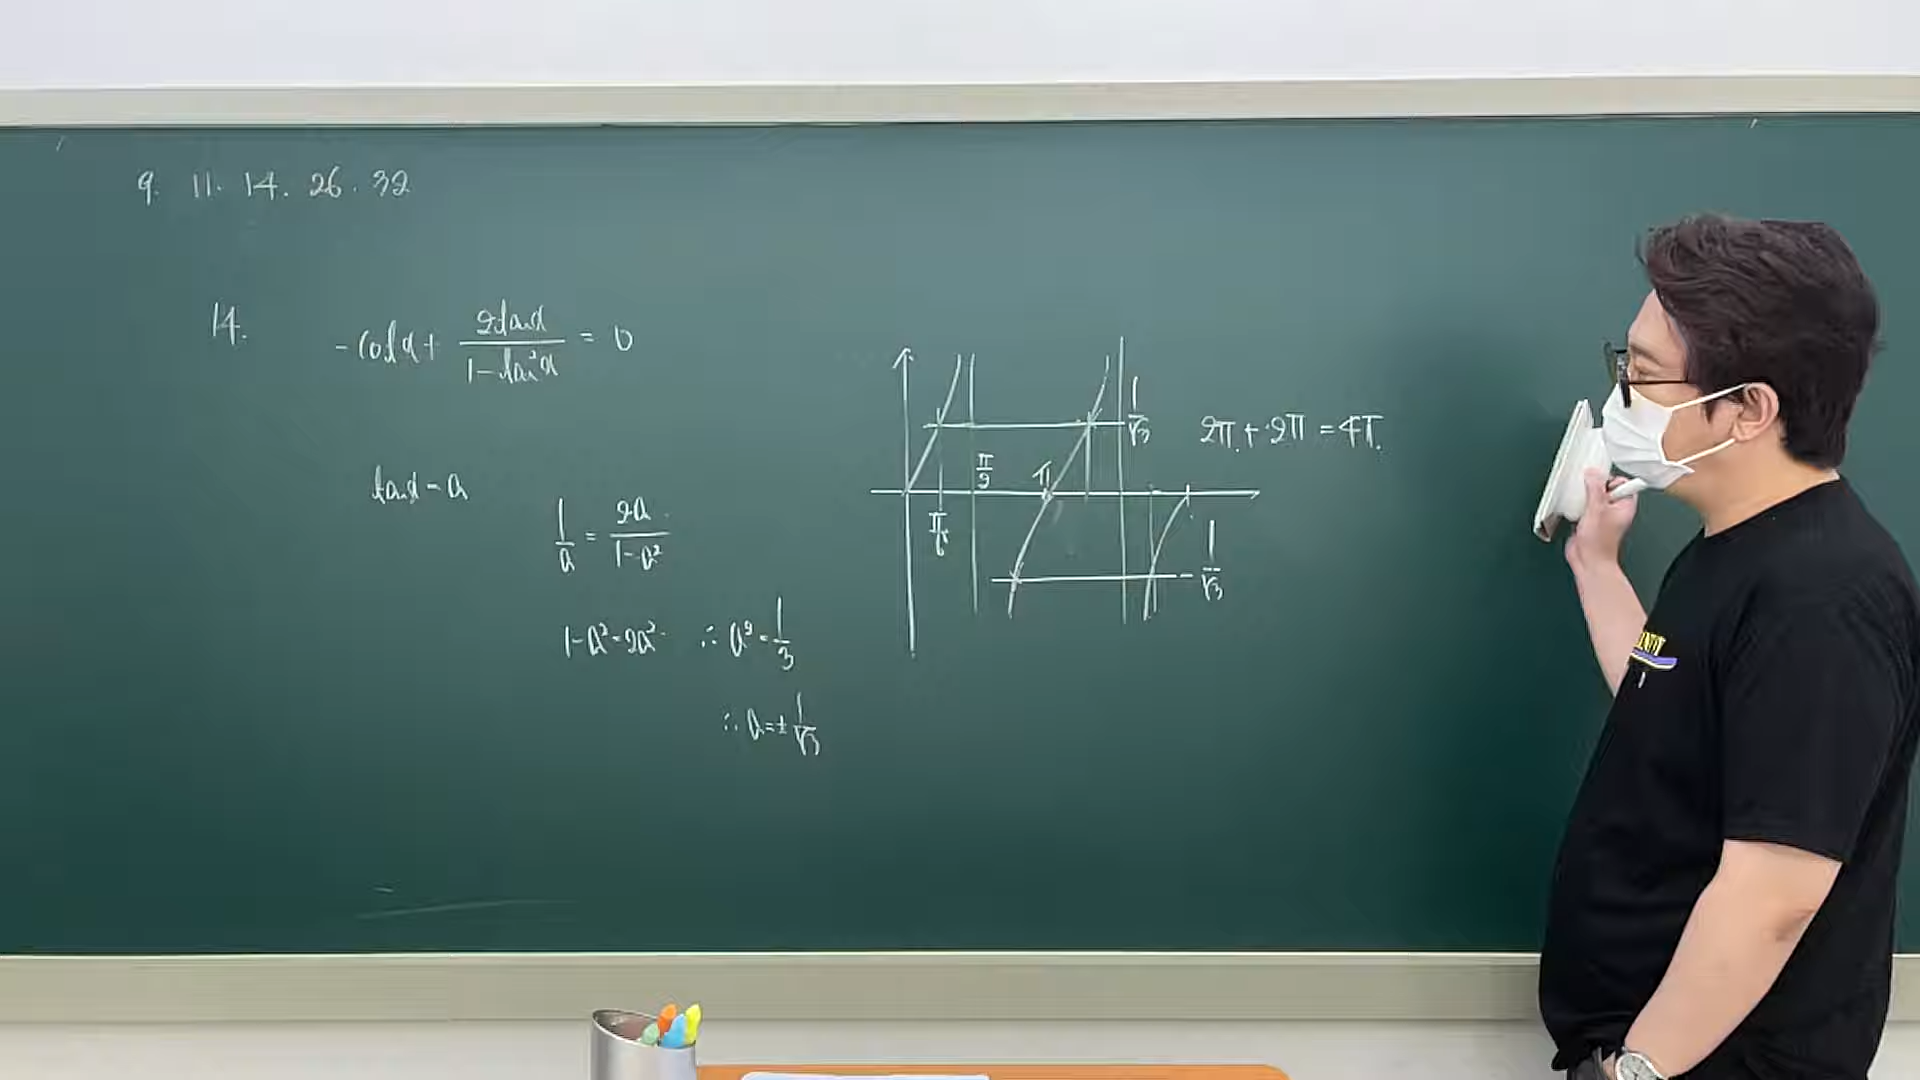 9. 11. 14. 26. 32
14. -cotα + 2tanα/(1-tan²α) = 0
tanα = a
1/a = 2a/(1-a²)
1-a² = 2a² ∴ a² = 1/3
∴ a = ± 1/√3
1/√3
2π + 2π = 4π.
π/2
π
π/6
- 1/√3